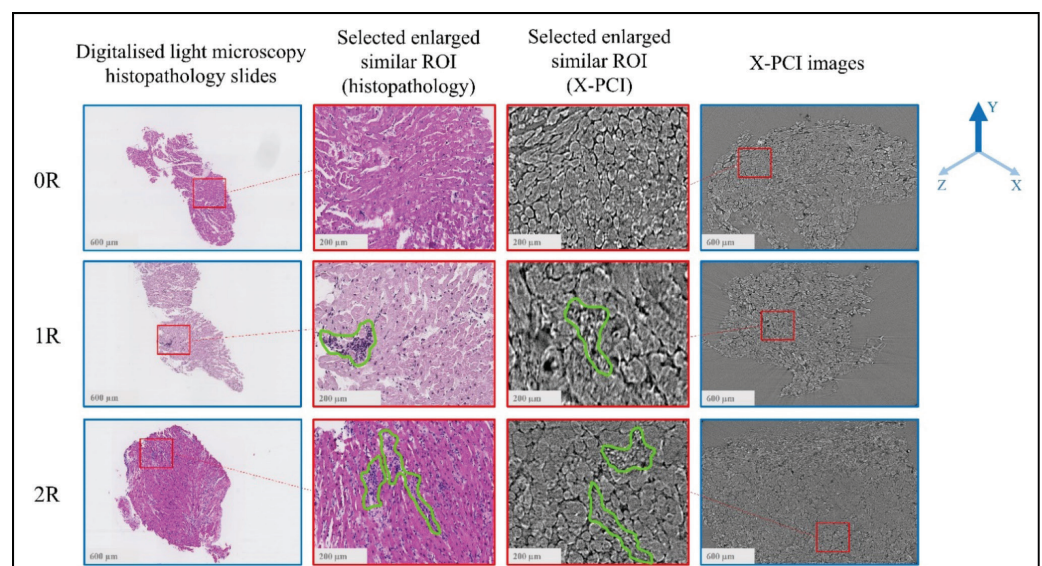 Digitalised light microscopy
histopathology slides
Selected enlarged
similar ROI
(histopathology)
Selected enlarged
similar ROI
(X-PCI)
X-PCI images
Y
Z
X
0R
600 µm
200 µm
200 µm
600 µm
1R
600 µm
200 µm
200 µm
600 µm
2R
600 µm
200 µm
200 µm
600 µm